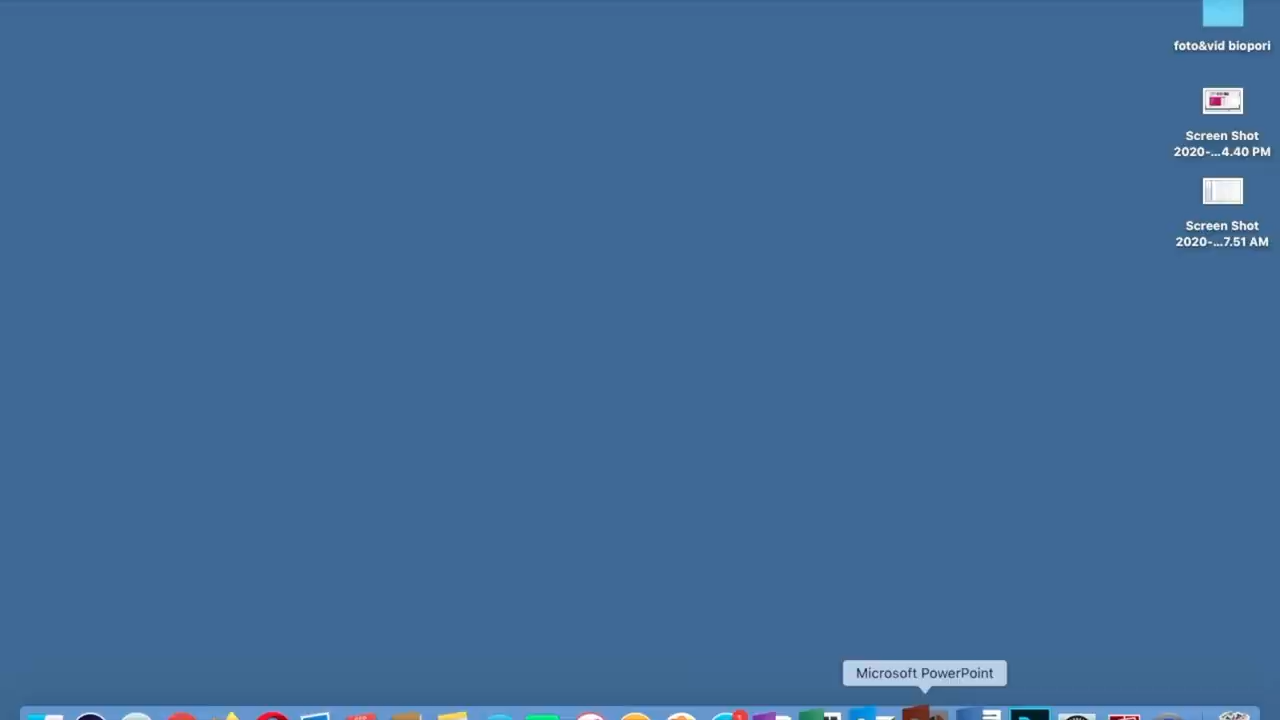 foto&vid biopori
Screen Shot
2020-...4.40 PM
Screen Shot
2020-...7.51 AM
Microsoft PowerPoint